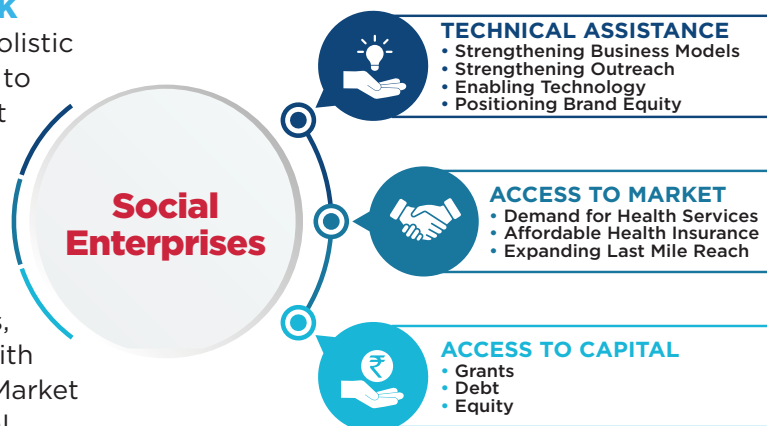 k
olistic
to
t
s,
ith
Market
Social
Enterprises
TECHNICAL ASSISTANCE
• Strengthening Business Models
• Strengthening Outreach
• Enabling Technology
• Positioning Brand Equity
ACCESS TO MARKET
• Demand for Health Services
• Affordable Health Insurance
• Expanding Last Mile Reach
₹
ACCESS TO CAPITAL
• Grants
• Debt
• Equity